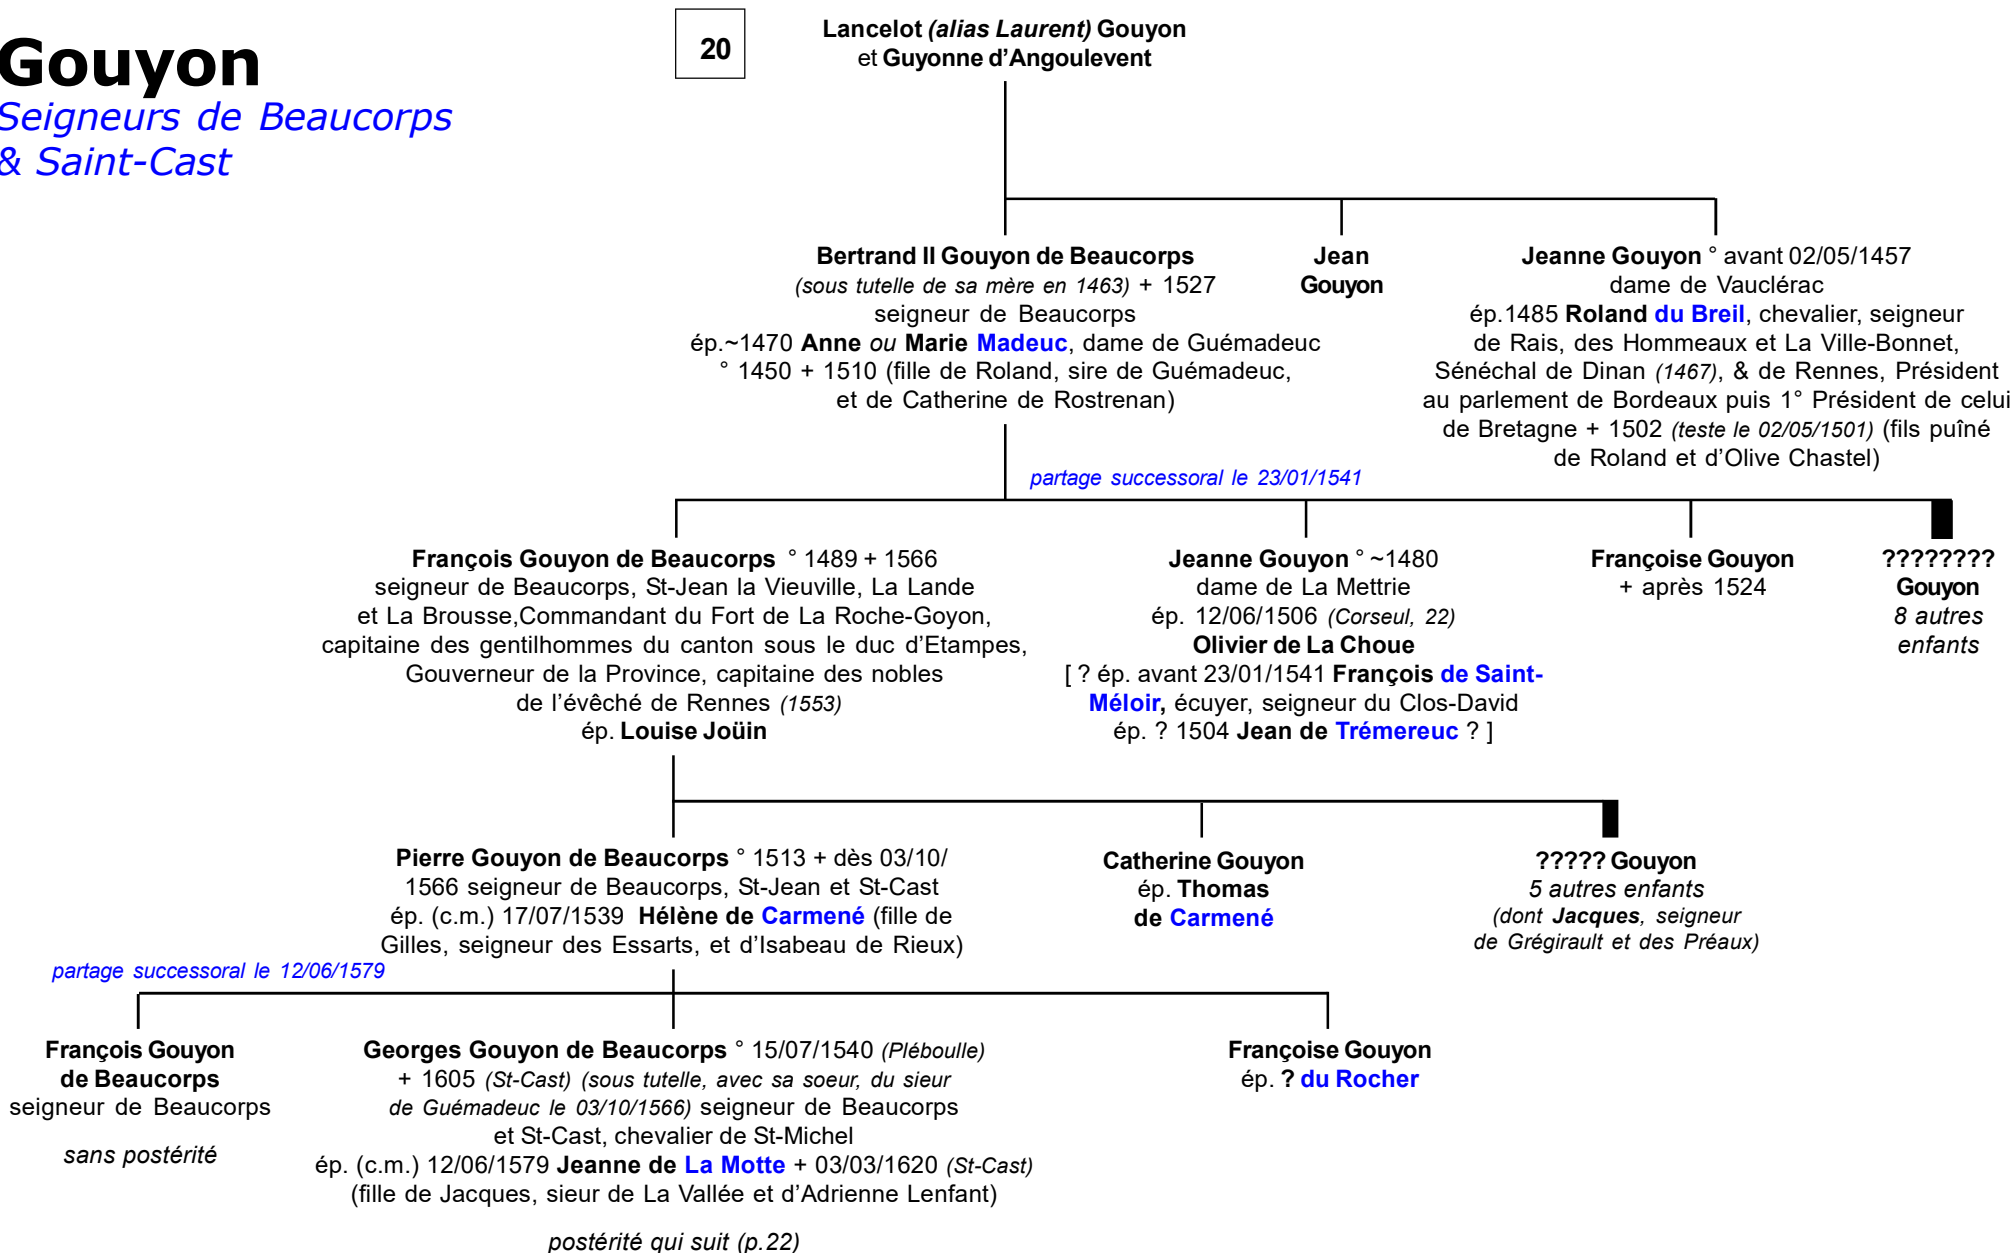 Gouyon
Seigneurs de Beaucorps
& Saint-Cast
20
Lancelot (alias Laurent) Gouyon
et Guyonne d’Angoulevent
Bertrand II Gouyon de Beaucorps
(sous tutelle de sa mère en 1463) + 1527
seigneur de Beaucorps
ép.~1470 Anne ou Marie Madeuc, dame de Guémadeuc
° 1450 + 1510 (fille de Roland, sire de Guémadeuc,
et de Catherine de Rostrenan)
Jean
Gouyon
Jeanne Gouyon ° avant 02/05/1457
dame de Vauclérac
ép.1485 Roland du Breil, chevalier, seigneur
de Rais, des Hommeaux et La Ville-Bonnet,
Sénéchal de Dinan (1467), & de Rennes, Président
au parlement de Bordeaux puis 1° Président de celui
de Bretagne + 1502 (teste le 02/05/1501) (fils puîné
de Roland et d’Olive Chastel)
partage successoral le 23/01/1541
François Gouyon de Beaucorps ° 1489 + 1566
seigneur de Beaucorps, St-Jean la Vieuville, La Lande
et La Brousse,Commandant du Fort de La Roche-Goyon,
capitaine des gentilhommes du canton sous le duc d’Etampes,
Gouverneur de la Province, capitaine des nobles
de l’évêché de Rennes (1553)
ép. Louise Joüin
Jeanne Gouyon ° ~1480
dame de La Mettrie
ép. 12/06/1506 (Corseul, 22)
Olivier de La Choue
[ ? ép. avant 23/01/1541 François de Saint-
Méloir, écuyer, seigneur du Clos-David
ép. ? 1504 Jean de Trémereuc ? ]
Françoise Gouyon
+ après 1524
????????
Gouyon
8 autres
enfants
Pierre Gouyon de Beaucorps ° 1513 + dès 03/10/
1566 seigneur de Beaucorps, St-Jean et St-Cast
ép. (c.m.) 17/07/1539 Hélène de Carmené (fille de
Gilles, seigneur des Essarts, et d’Isabeau de Rieux)
Catherine Gouyon
ép. Thomas
de Carmené
????? Gouyon
5 autres enfants
(dont Jacques, seigneur
de Grégirault et des Préaux)
partage successoral le 12/06/1579
François Gouyon
de Beaucorps
seigneur de Beaucorps
sans postérité
Georges Gouyon de Beaucorps ° 15/07/1540 (Pléboulle)
+ 1605 (St-Cast) (sous tutelle, avec sa soeur, du sieur
de Guémadeuc le 03/10/1566) seigneur de Beaucorps
et St-Cast, chevalier de St-Michel
ép. (c.m.) 12/06/1579 Jeanne de La Motte + 03/03/1620 (St-Cast)
(fille de Jacques, sieur de La Vallée et d’Adrienne Lenfant)
postérité qui suit (p.22)
Françoise Gouyon
ép. ? du Rocher